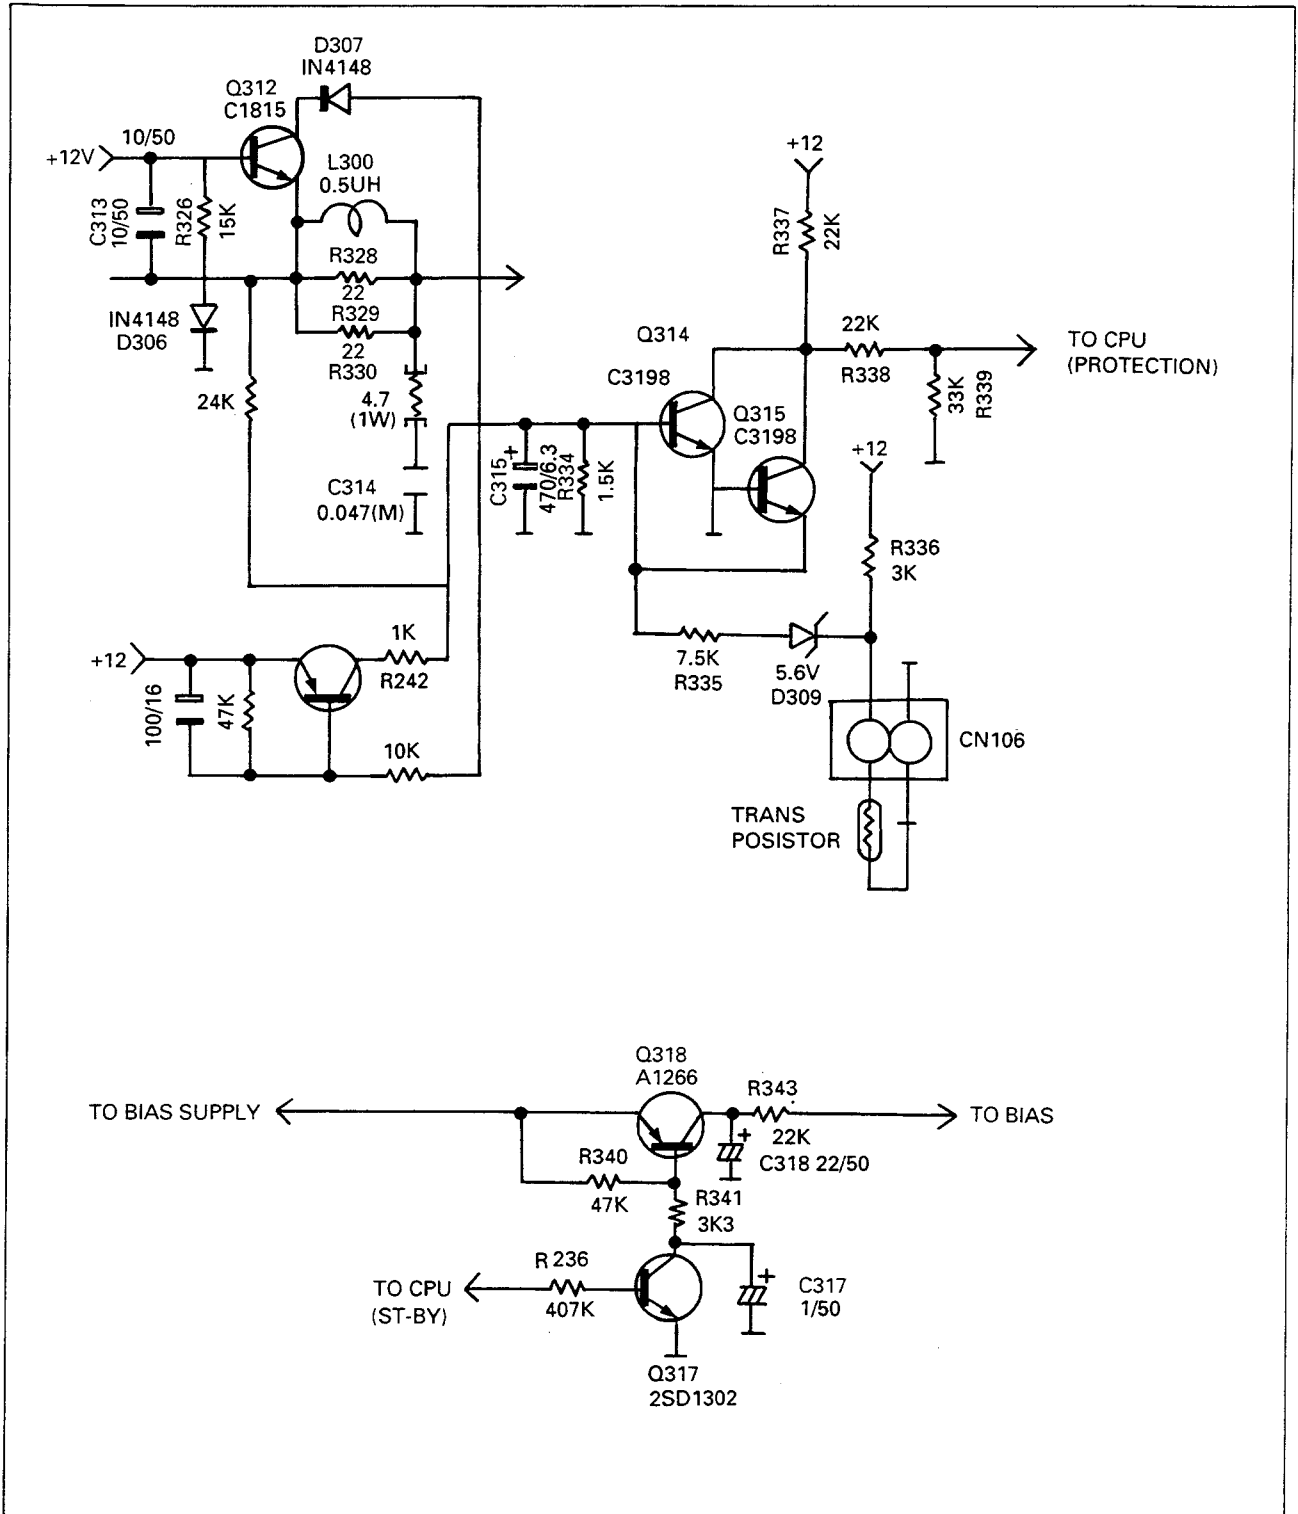 D307
IN4148
Q312
C1815
10/50
+12V
L300
0.5UH
C313
10/50
R326
15K
R328
22
R329
22
R330
4.7
(1W)
IN4148
D306
24K
C314
0.047(M)
+12
R337
22K
Q314
C3198
22K
R338
TO CPU
(PROTECTION)
33K
R339
Q315
C3198
C315
+
470/6.3
R334
1.5K
+12
R336
3K
7.5K
R335
5.6V
D309
+12
1K
R242
100/16
47K
10K
CN106
TRANS
POSISTOR
Q318
A1266
R343
TO BIAS SUPPLY
TO BIAS
22K
+
C318 22/50
R340
47K
R341
3K3
R 236
407K
TO CPU
(ST-BY)
+
C317
1/50
Q317
2SD1302